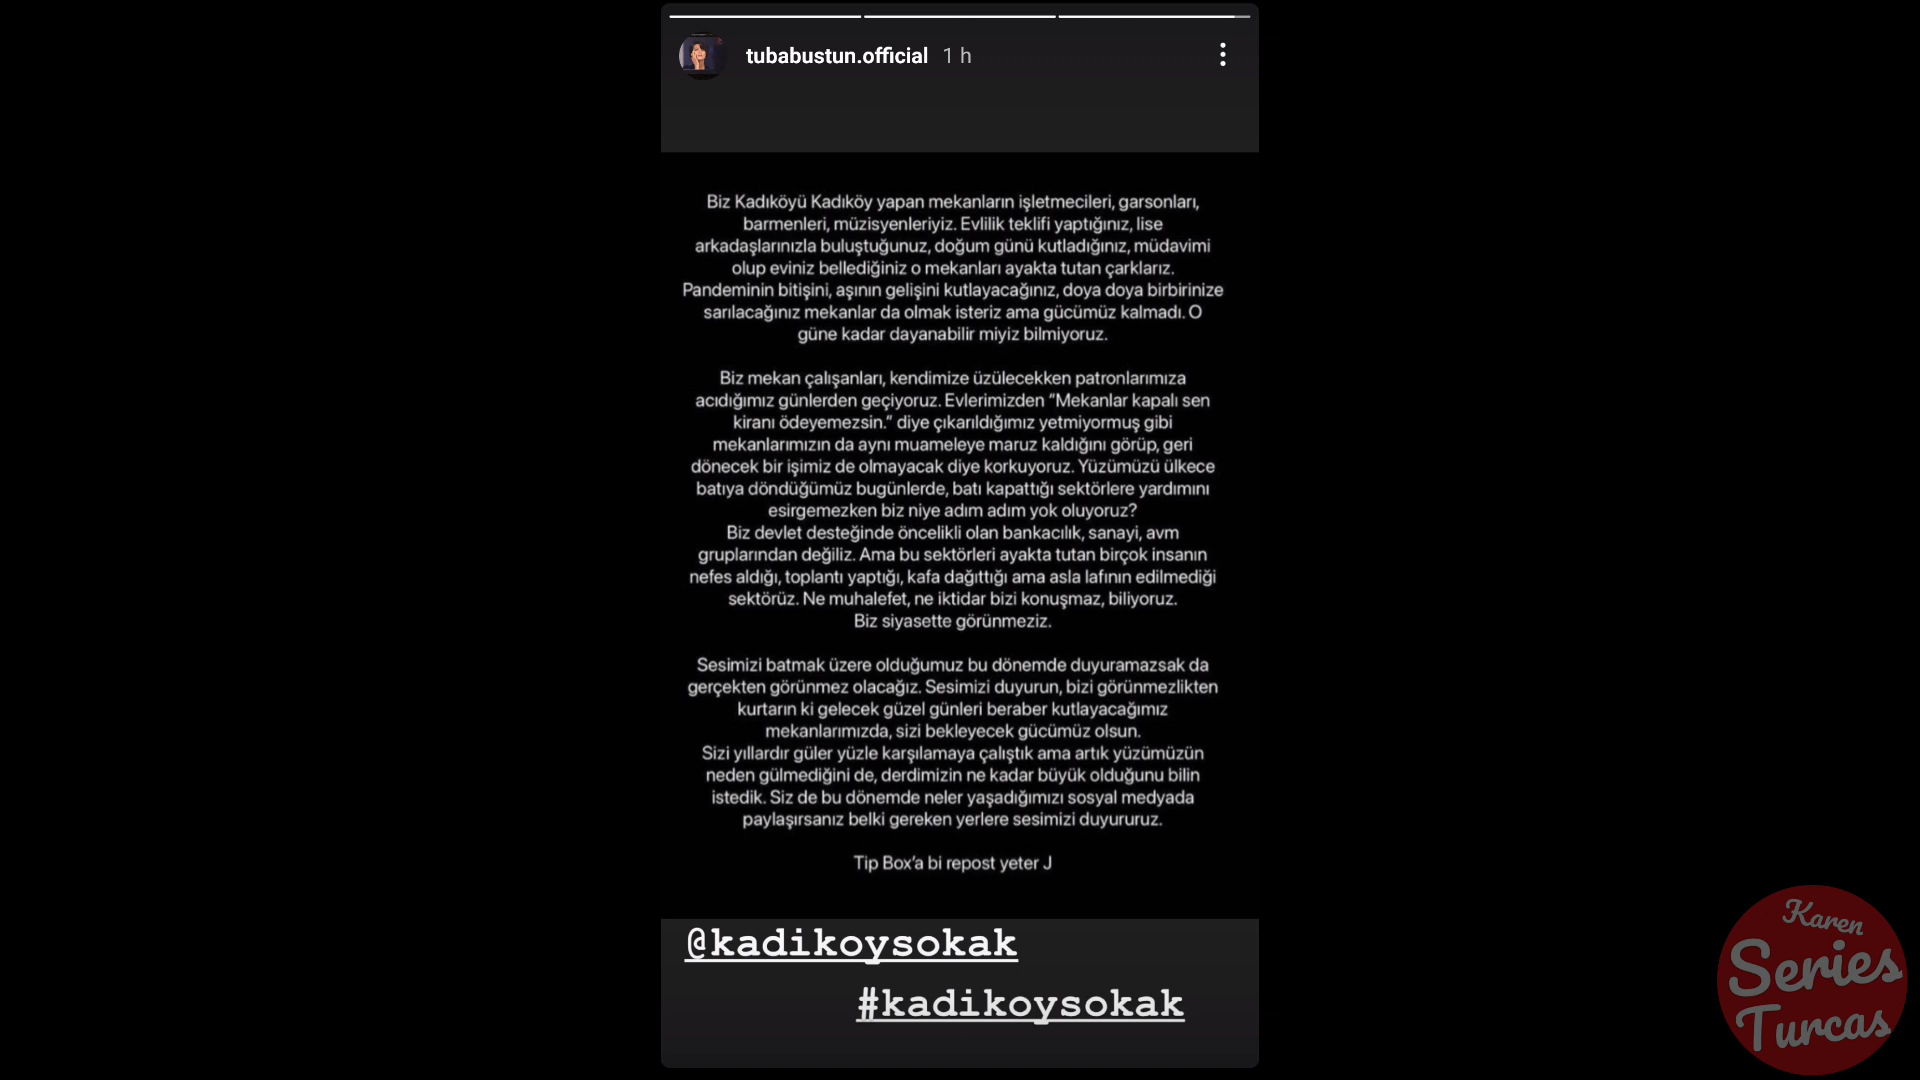 tubabustun.official 1 h
Biz Kadıköyü Kadıköy yapan mekanların işletmecileri, garsonları,
barmenleri, müzisyenleriyiz. Evlilik teklifi yaptığınız, lise
arkadaşlarınızla buluştuğunuz, doğum günü kutladığınız, müdavimi
olup eviniz bellediğiniz o mekanları ayakta tutan çarklarız.
Pandeminin bitişini, aşının gelişini kutlayacağınız, doya doya birbirinize
sarılacağınız mekanlar da olmak isteriz ama gücümüz kalmadı. O
güne kadar dayanabilir miyiz bilmiyoruz.
Biz mekan çalışanları, kendimize üzülecekken patronlarımıza
acıdığımız günlerden geçiyoruz. Evlerimizden “Mekanlar kapalı sen
kiranı ödeyemezsin.” diye çıkarıldığımız yetmiyormuş gibi
mekanlarımızın da aynı muameleye maruz kaldığını görüp, geri
dönecek bir işimiz de olmayacak diye korkuyoruz. Yüzümüzü ülkece
batıya döndüğümüz bugünlerde, batı kapattığı sektörlere yardımını
esirgemezken biz niye adım adım yok oluyoruz?
Biz devlet desteğinde öncelikli olan bankacılık, sanayi, avm
gruplarından değiliz. Ama bu sektörleri ayakta tutan birçok insanın
nefes aldığı, toplantı yaptığı, kafa dağıttığı ama asla lafının edilmediği
sektörüz. Ne muhalefet, ne iktidar bizi konuşmaz, biliyoruz.
Biz siyasette görünmeziz.
Sesimizi batmak üzere olduğumuz bu dönemde duyuramazsak da
gerçekten görünmez olacağız. Sesimizi duyurun, bizi görünmezlikten
kurtarın ki gelecek güzel günleri beraber kutlayacağımız
mekanlarımızda, sizi bekleyecek gücümüz olsun.
Sizi yıllardır güler yüzle karşılamaya çalıştık ama artık yüzümüzün
neden gülmediğini de, derdimizin ne kadar büyük olduğunu bilin
istedik. Siz de bu dönemde neler yaşadığımızı sosyal medyada
paylaşırsanız belki gereken yerlere sesimizi duyururuz.
Tip Box’a bi repost yeter J
@kadikoysokak
#kadikoysokak
Karen
Series
Turcas